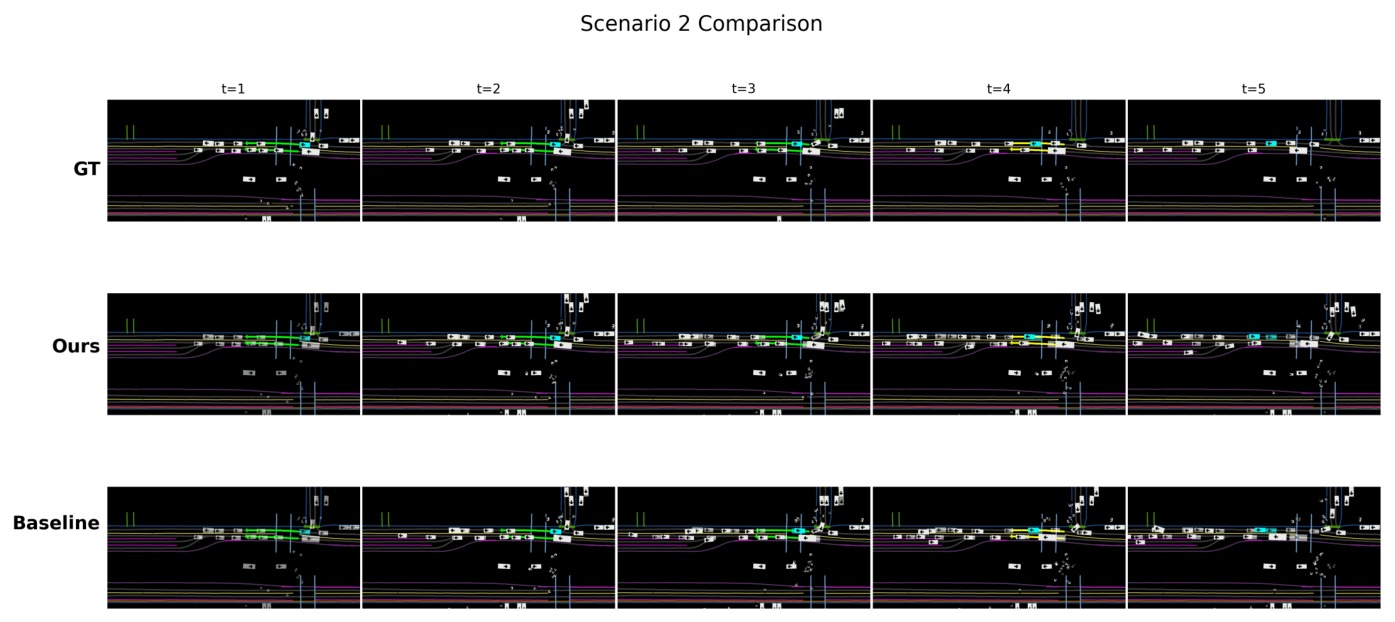 Scenario 2 Comparison
t=1
t=2
t=3
t=4
t=5
GT
Ours
Baseline